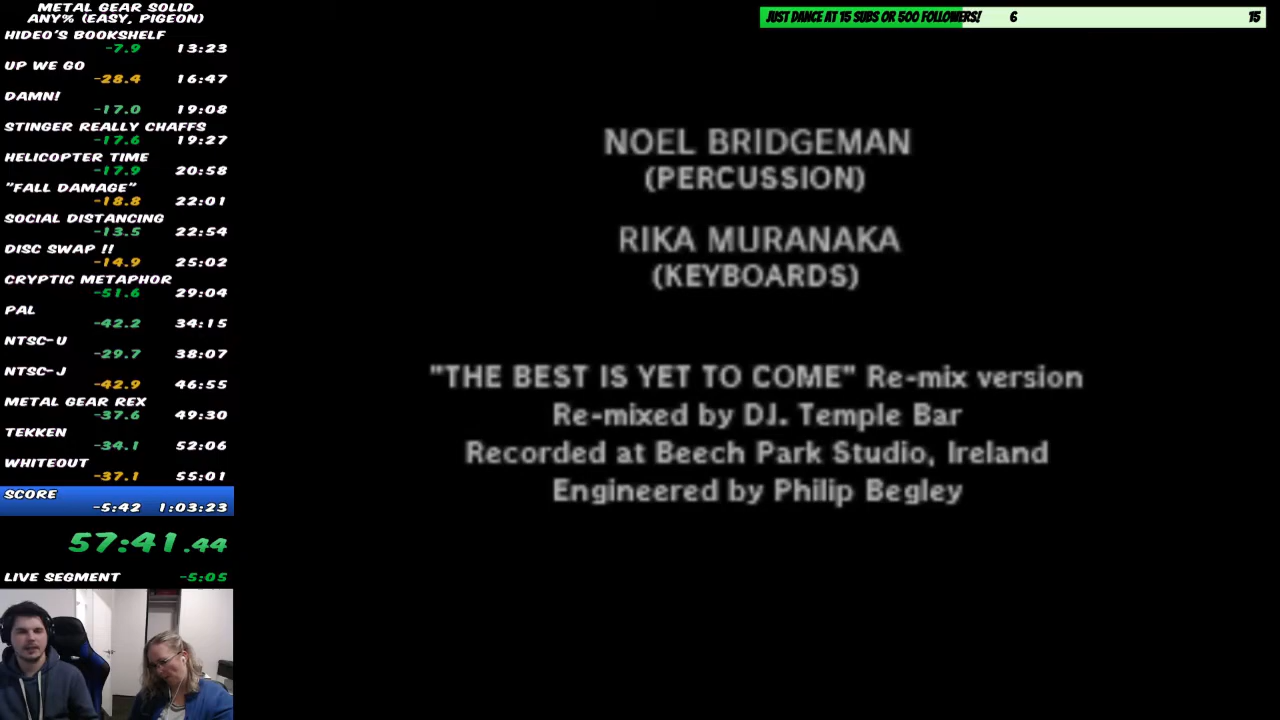 METAL GEAR SOLID
ANY% (EASY, PIGEON)
HIDEO'S BOOKSHELF
-7.9 13:23
UP WE GO
-28.4 16:47
DAMN!
-17.0 19:08
STINGER REALLY CHAFFS
-17.6 19:27
HELICOPTER TIME
-17.9 20:58
"FALL DAMAGE"
-18.8 22:01
SOCIAL DISTANCING
-13.5 22:54
DISC SWAP !!
-14.9 25:02
CRYPTIC METAPHOR
-51.6 29:04
PAL
-42.2 34:15
NTSC-U
-29.7 38:07
NTSC-J
-42.9 46:55
METAL GEAR REX
-37.6 49:30
TEKKEN
-34.1 52:06
WHITEOUT
-37.1 55:01
SCORE
-5:42 1:03:23
57:41.44
LIVE SEGMENT -5:05
JUST DANCE AT 15 SUBS OR 500 FOLLOWERS! 6 15
NOEL BRIDGEMAN
(PERCUSSION)
RIKA MURANAKA
(KEYBOARDS)
"THE BEST IS YET TO COME" Re-mix version
Re-mixed by DJ. Temple Bar
Recorded at Beech Park Studio, Ireland
Engineered by Philip Begley